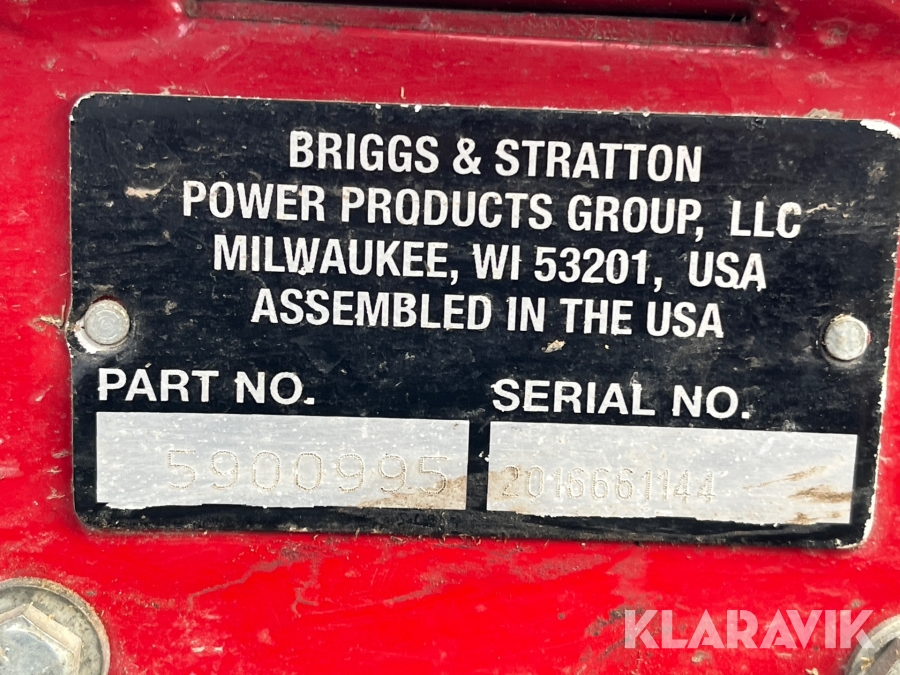 BRIGGS & STRATTON
POWER PRODUCTS GROUP, LLC
MILWAUKEE, WI 53201, USA
ASSEMBLED IN THE USA
PART NO. SERIAL NO.
5900995 2016661144
KLARAVIK